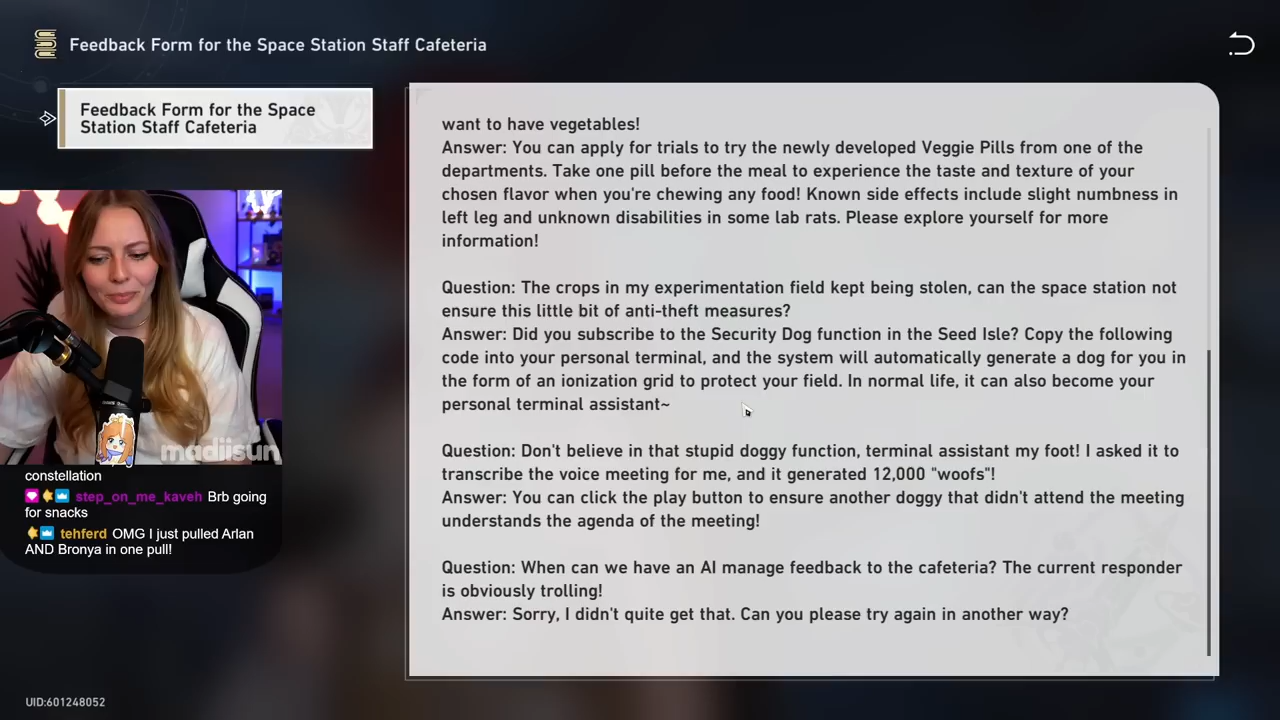 Feedback Form for the Space Station Staff Cafeteria
Feedback Form for the Space
Station Staff Cafeteria
want to have vegetables!
Answer: You can apply for trials to try the newly developed Veggie Pills from one of the
departments. Take one pill before the meal to experience the taste and texture of your
chosen flavor when you're chewing any food! Known side effects include slight numbness in
left leg and unknown disabilities in some lab rats. Please explore yourself for more
information!
Question: The crops in my experimentation field kept being stolen, can the space station not
ensure this little bit of anti-theft measures?
Answer: Did you subscribe to the Security Dog function in the Seed Isle? Copy the following
code into your personal terminal, and the system will automatically generate a dog for you in
the form of an ionization grid to protect your field. In normal life, it can also become your
personal terminal assistant~
Question: Don't believe in that stupid doggy function, terminal assistant my foot! I asked it to
transcribe the voice meeting for me, and it generated 12,000 "woofs"!
Answer: You can click the play button to ensure another doggy that didn't attend the meeting
understands the agenda of the meeting!
Question: When can we have an AI manage feedback to the cafeteria? The current responder
is obviously trolling!
Answer: Sorry, I didn't quite get that. Can you please try again in another way?
madiisun
constellation
step_on_me_kaveh Brb going
for snacks
tehferd OMG I just pulled Arlan
AND Bronya in one pull!
UID:601248052